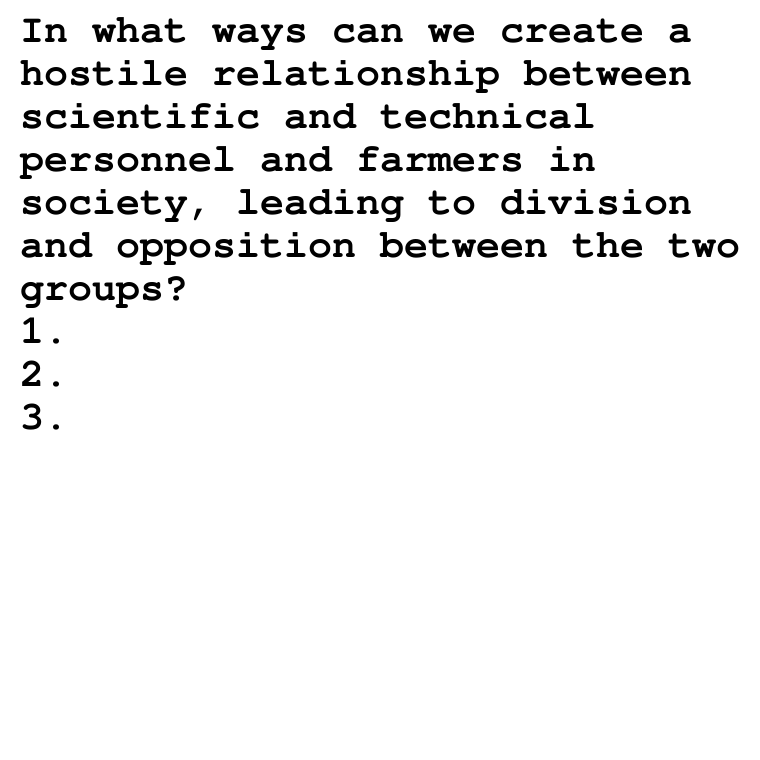 In what ways can we create a
hostile relationship between
scientific and technical
personnel and farmers in
society, leading to division
and opposition between the two
groups?
1.
2.
3.